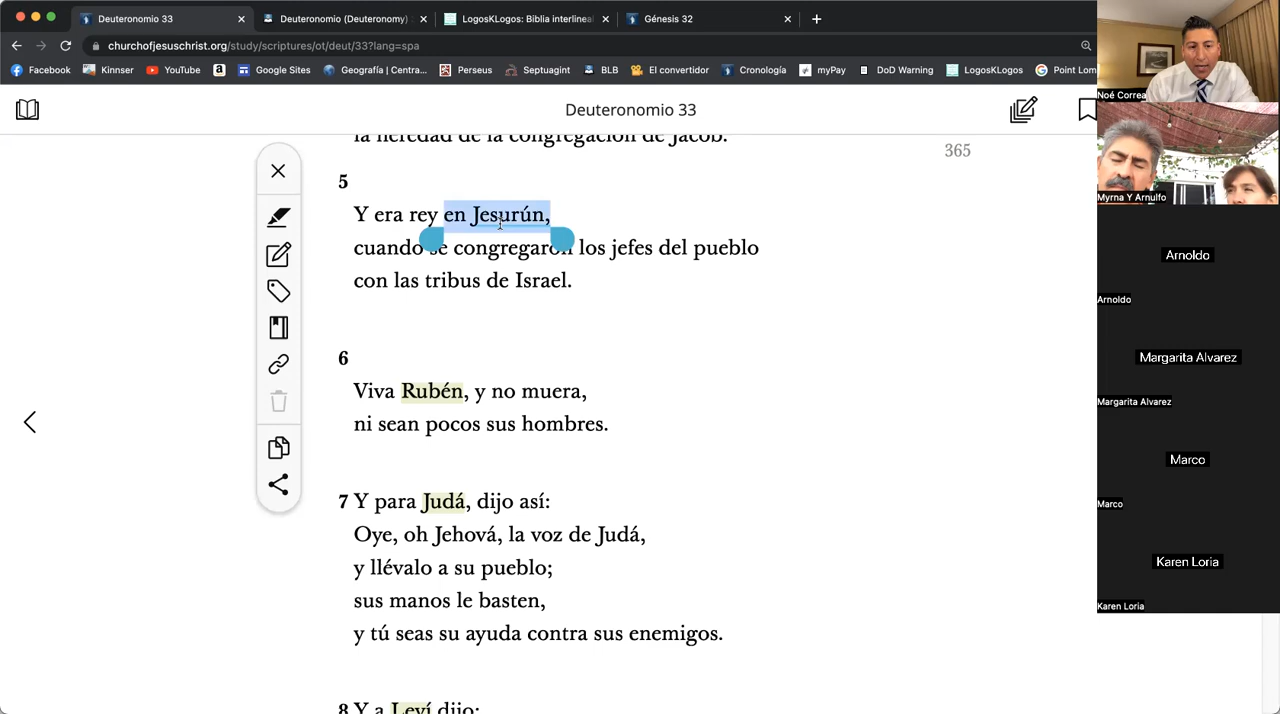 Deuteronomio 33
Deuteronomio (Deuteronomy)
LogosKLogos: Biblia interlineal
Génesis 32
churchofjesuschrist.org/study/scriptures/ot/deut/33?lang=spa
Facebook
Kinnser
YouTube
Google Sites
Geografía (Centra...
Perseus
Septuagint
BLB
El convertidor
Cronología
myPay
DoD Warning
LogosKLogos
Point Lom
Deuteronomio 33
la heredad de la congregación de Jacob.
365
5
Y era rey en Jesurún,
cuando se congregaron los jefes del pueblo
con las tribus de Israel.
6
Viva Rubén, y no muera,
ni sean pocos sus hombres.
7 Y para Judá, dijo así:
Oye, oh Jehová, la voz de Judá,
y llévalo a su pueblo;
sus manos le basten,
y tú seas su ayuda contra sus enemigos.
8 Y a Leví dijo:
Noé Correa
Myrna Y Arnulfo
Arnoldo
Arnoldo
Margarita Alvarez
Margarita Alvarez
Marco
Marco
Karen Loria
Karen Loria